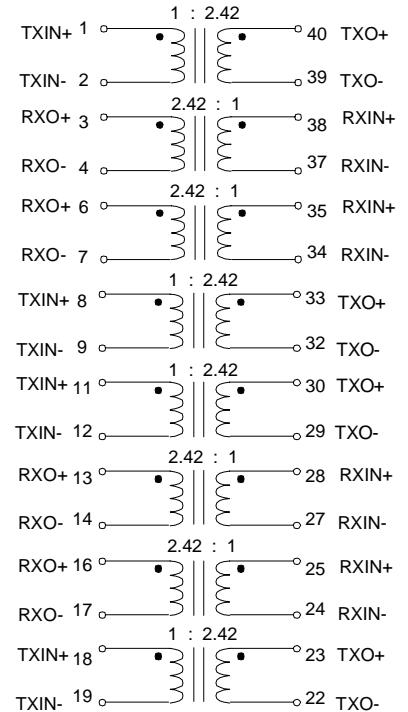 1 : 2.42
TXIN+ 1 40 TXO+
TXIN- 2 39 TXO-
2.42 : 1
RXO+ 3 38 RXIN+
RXO- 4 37 RXIN-
2.42 : 1
RXO+ 6 35 RXIN+
RXO- 7 34 RXIN-
1 : 2.42
TXIN+ 8 33 TXO+
TXIN- 9 32 TXO-
1 : 2.42
TXIN+ 11 30 TXO+
TXIN- 12 29 TXO-
2.42 : 1
RXO+ 13 28 RXIN+
RXO- 14 27 RXIN-
2.42 : 1
RXO+ 16 25 RXIN+
RXO- 17 24 RXIN-
1 : 2.42
TXIN+ 18 23 TXO+
TXIN- 19 22 TXO-